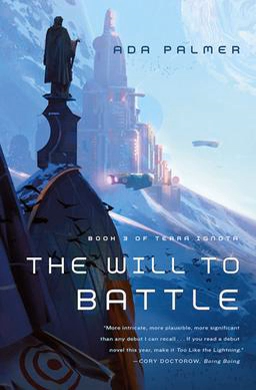 ADA PALMER
BOOK 3 OF TERRA IGNOTA
THE WILL TO
BATTLE
"More intricate, more plausible, more significant
than any debut I can recall . . . If you read a debut
novel this year, make it Too Like the Lightning."
—CORY DOCTOROW, Boing Boing